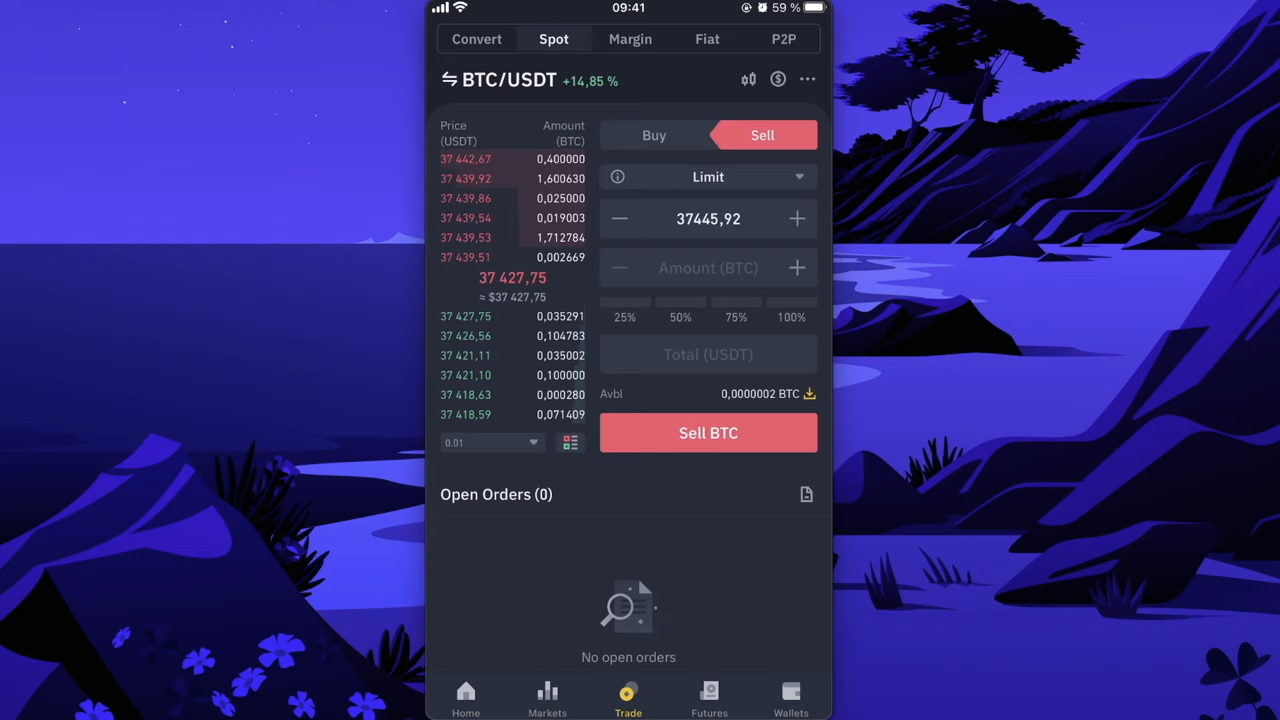 09:41 59 %
Convert Spot Margin Fiat P2P
BTC/USDT +14,85 %
Price (USDT) Amount (BTC)
37 442,67 0,400000
37 439,92 1,600630
37 439,86 0,025000
37 439,54 0,019003
37 439,53 1,712784
37 439,51 0,002669
37 427,75
≈ $37 427,75
37 427,75 0,035291
37 426,56 0,104783
37 421,11 0,035002
37 421,10 0,100000
37 418,63 0,000280
37 418,59 0,071409
0.01
Buy Sell
Limit
37445,92
Amount (BTC)
25% 50% 75% 100%
Total (USDT)
Avbl 0,0000002 BTC
Sell BTC
Open Orders (0)
No open orders
Home Markets Trade Futures Wallets